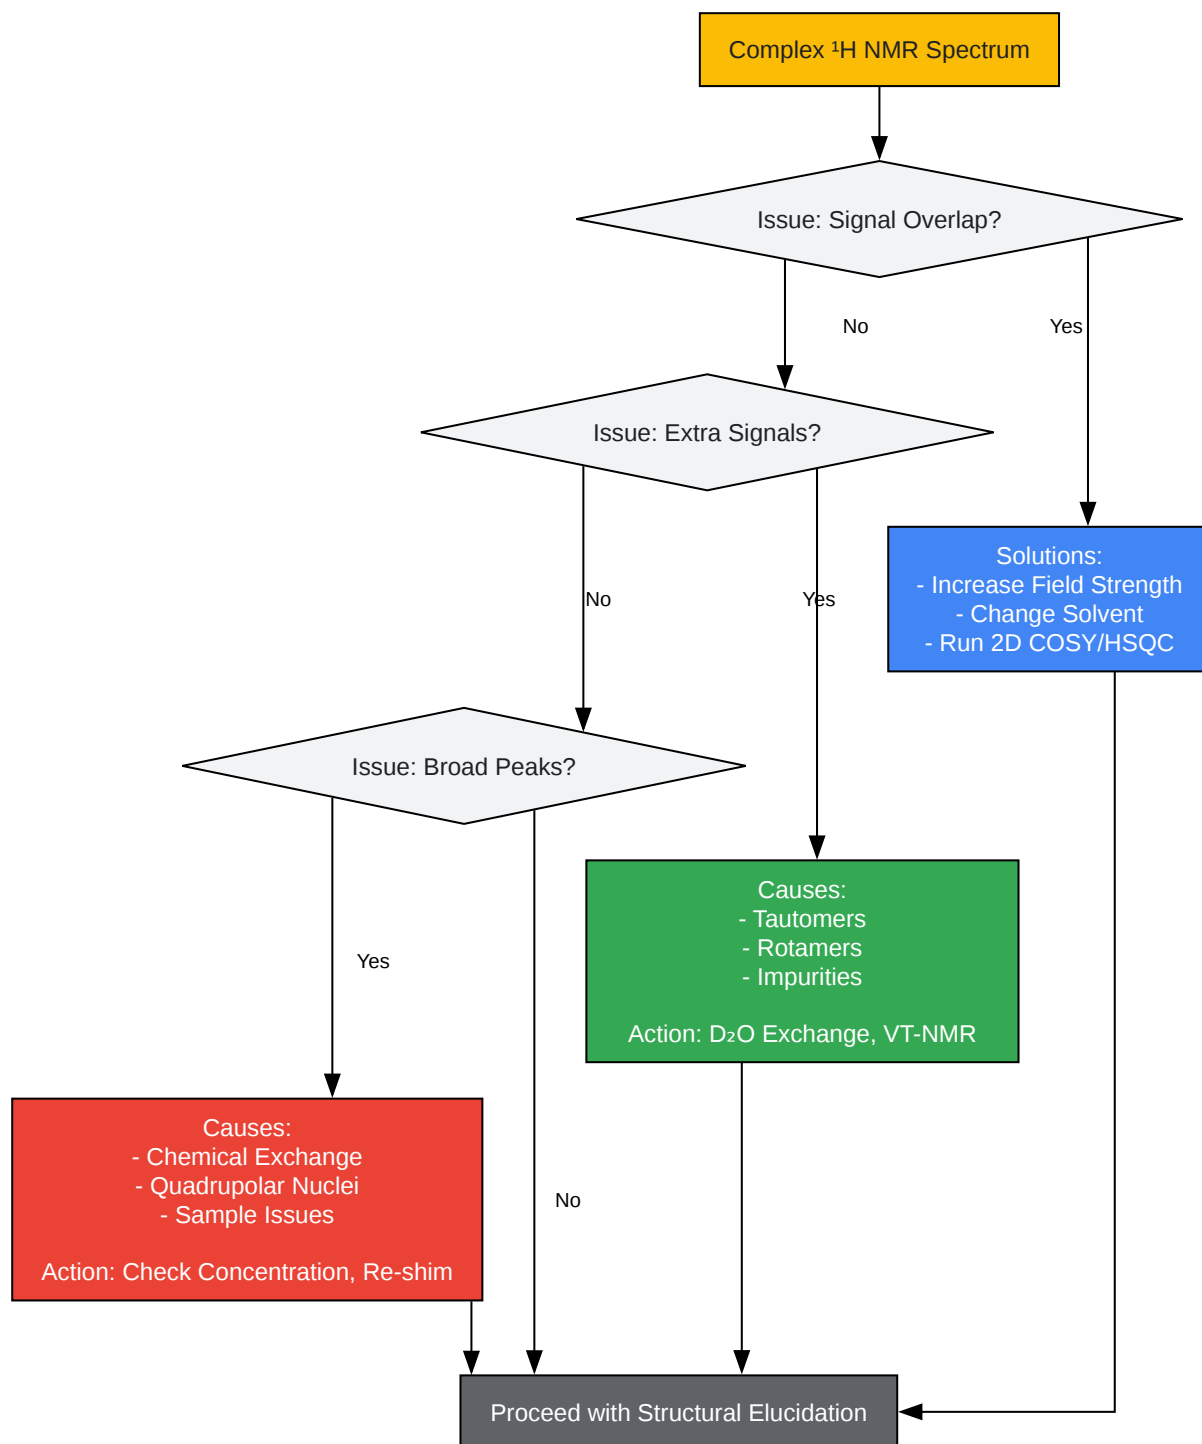 Complex ¹H NMR Spectrum
Issue: Signal Overlap?
No
Yes
Issue: Extra Signals?
Solutions:
- Increase Field Strength
- Change Solvent
- Run 2D COSY/HSQC
No
Yes
Issue: Broad Peaks?
Causes:
- Tautomers
- Rotamers
- Impurities
Action: D₂O Exchange, VT-NMR
Yes
Causes:
- Chemical Exchange
- Quadrupolar Nuclei
- Sample Issues
Action: Check Concentration, Re-shim
No
Proceed with Structural Elucidation